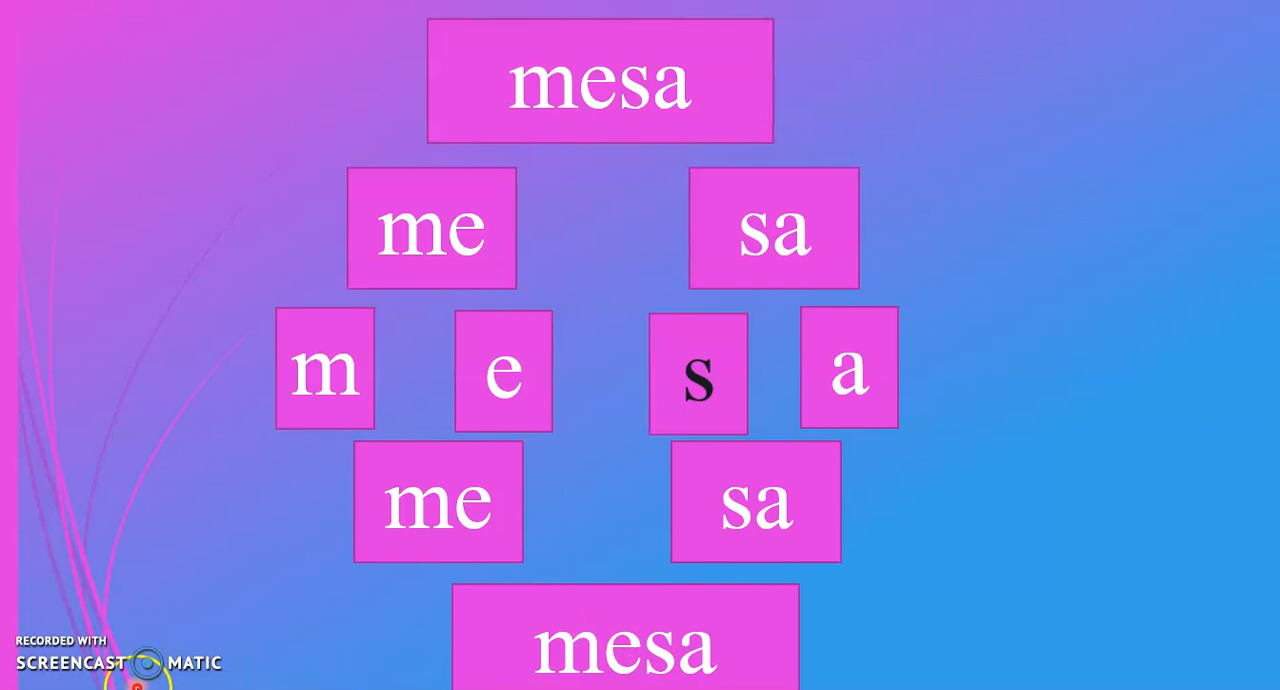 mesa
me sa
m e s a
me sa
mesa
RECORDED WITH
SCREENCAST MATIC